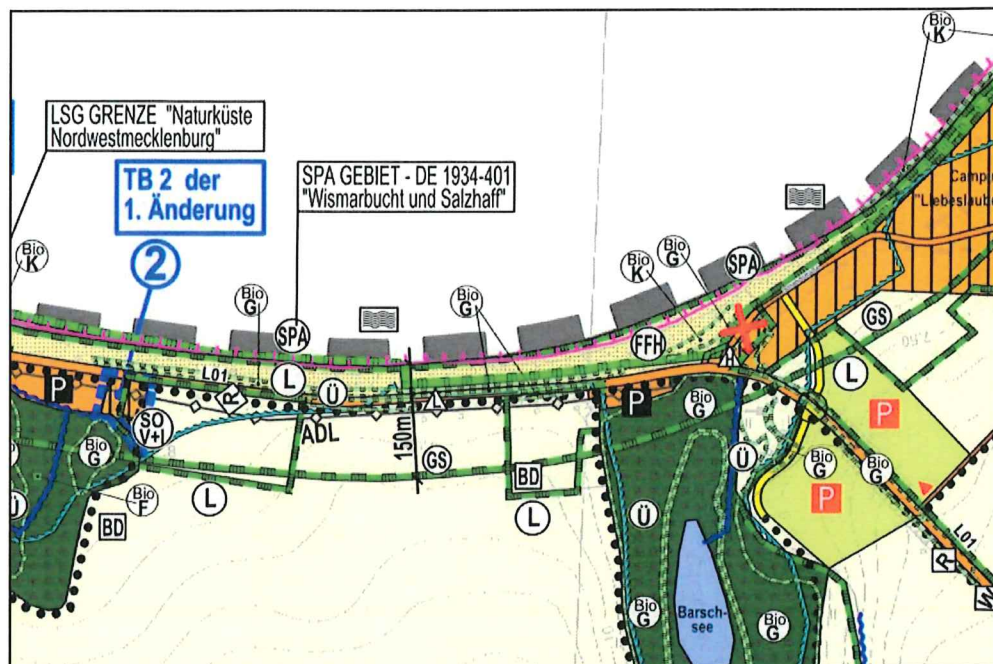 Bio
K
LSG GRENZE "Naturküste
Nordwestmecklenburg"
TB 2 der
1. Änderung
SPA GEBIET - DE 1934-401
"Wismarbucht und Salzhaff"
2
Bio
K
Bio
G
SPA
Bio
G
Bio
K
Bio
G
SPA
FFH
GS
7.50
P
L01
R
L
Ü
L
ADL
150m
GS
H
P
L
SO
V+I
Bio
G
Ü
Bio
F
BD
L
BD
L
Bio
G
Ü
Ü
Bio
G
P
P
Bio
G
L01
R
W
Barsch-
see
Bio
G
Bio
G